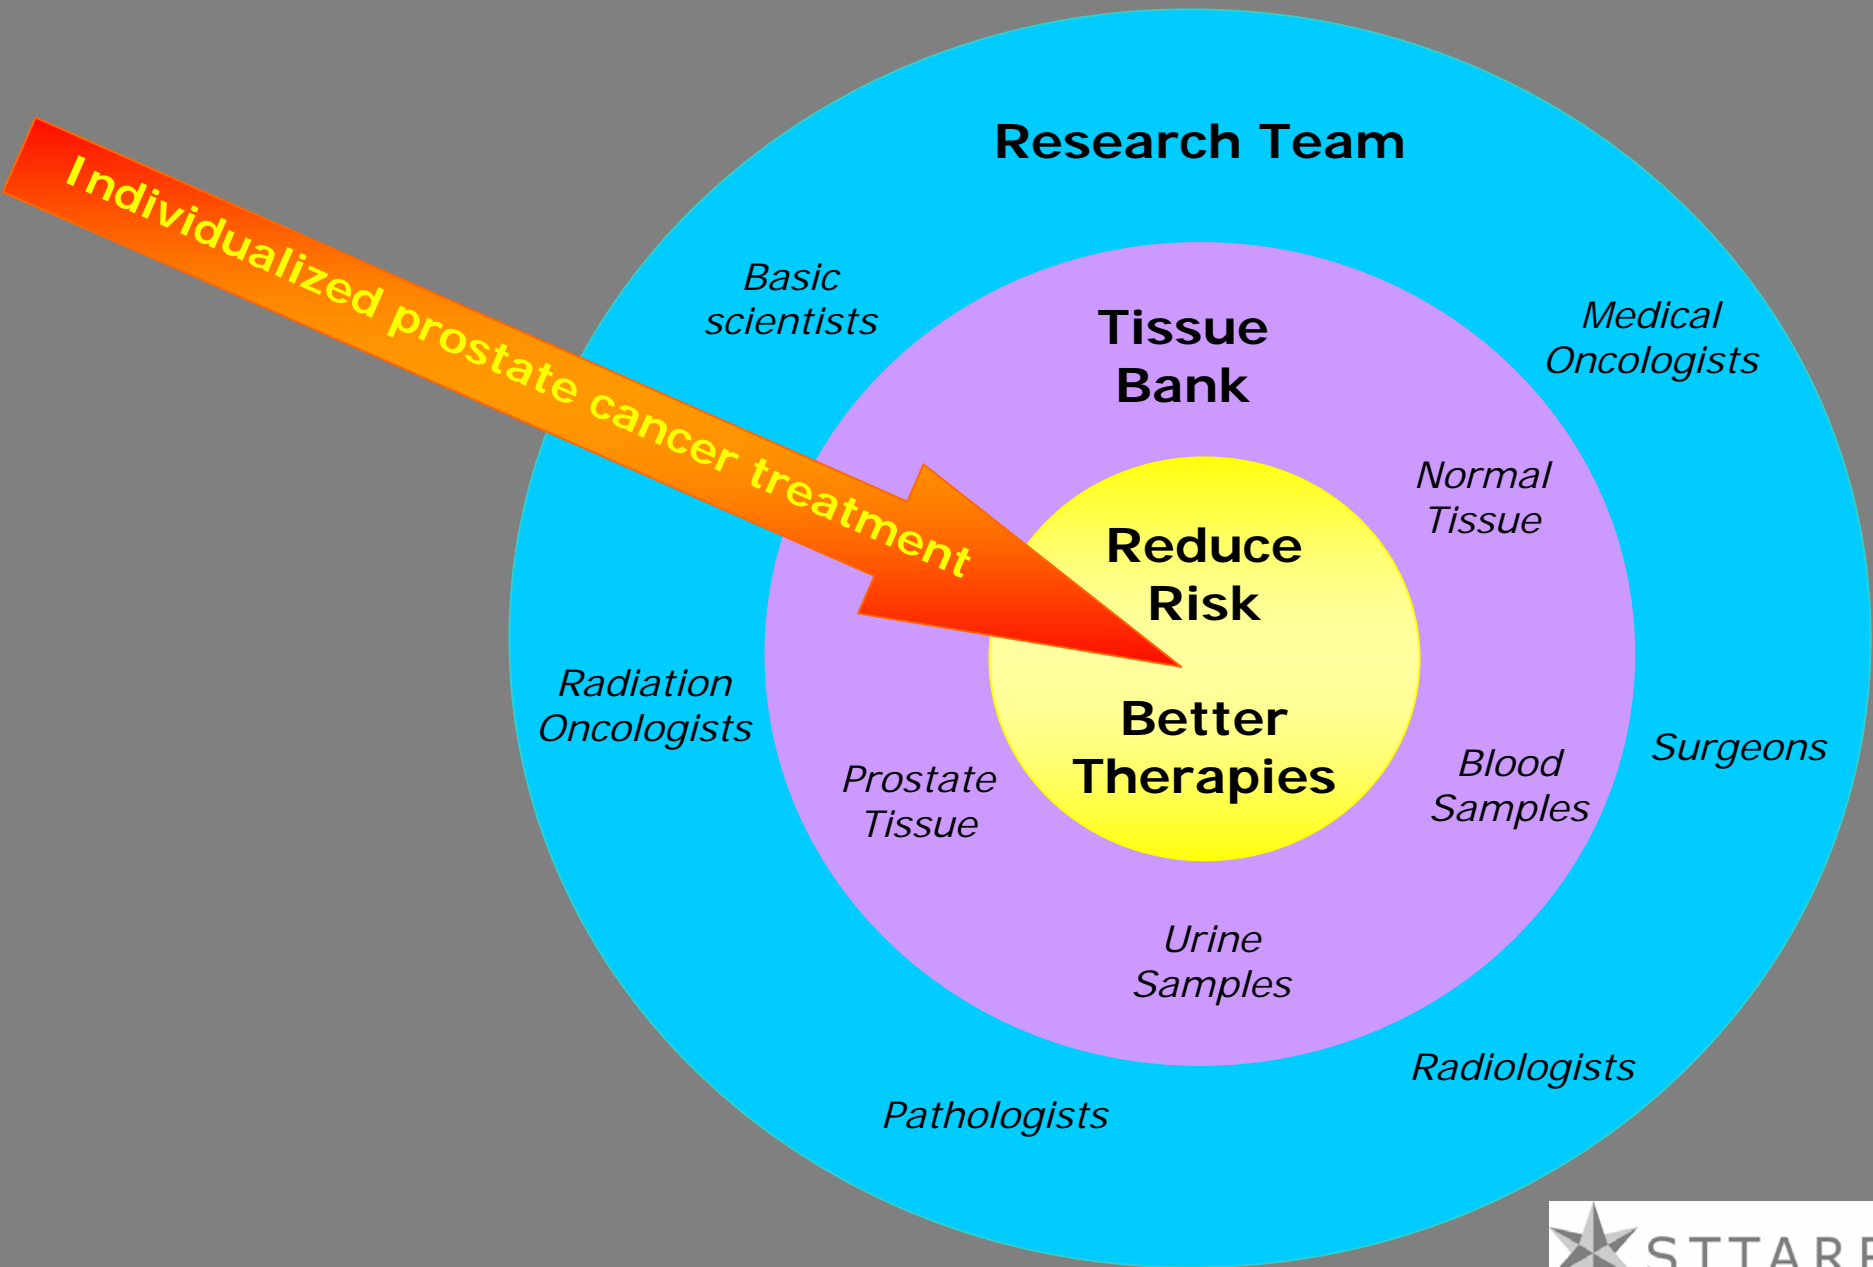 Research Team
Individualized prostate cancer treatment
Basic
scientists
Medical
Oncologists
Tissue
Bank
Normal
Tissue
Reduce
Risk
Radiation
Oncologists
Better
Therapies
Surgeons
Blood
Samples
Prostate
Tissue
Urine
Samples
Radiologists
Pathologists